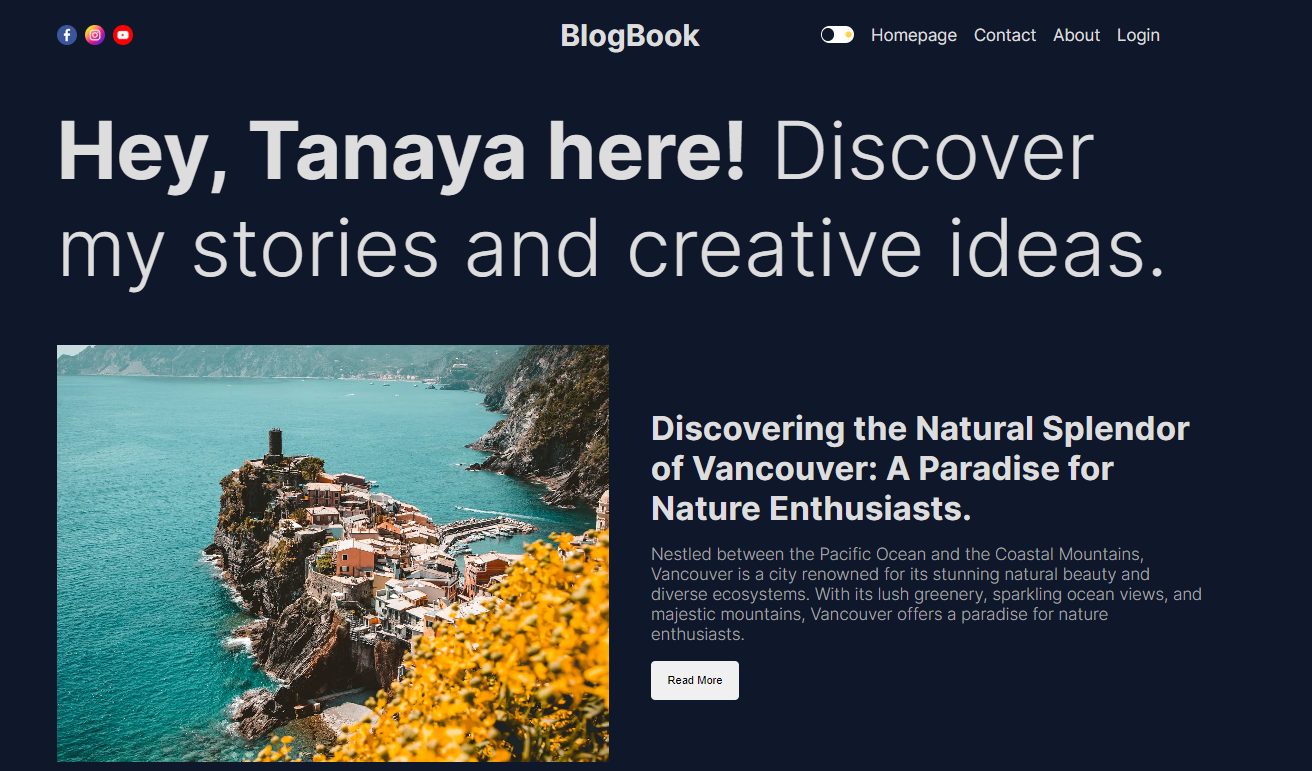 BlogBook
Homepage Contact About Login
Hey, Tanaya here! Discover
my stories and creative ideas.
Discovering the Natural Splendor
of Vancouver: A Paradise for
Nature Enthusiasts.
Nestled between the Pacific Ocean and the Coastal Mountains,
Vancouver is a city renowned for its stunning natural beauty and
diverse ecosystems. With its lush greenery, sparkling ocean views, and
majestic mountains, Vancouver offers a paradise for nature
enthusiasts.
Read More